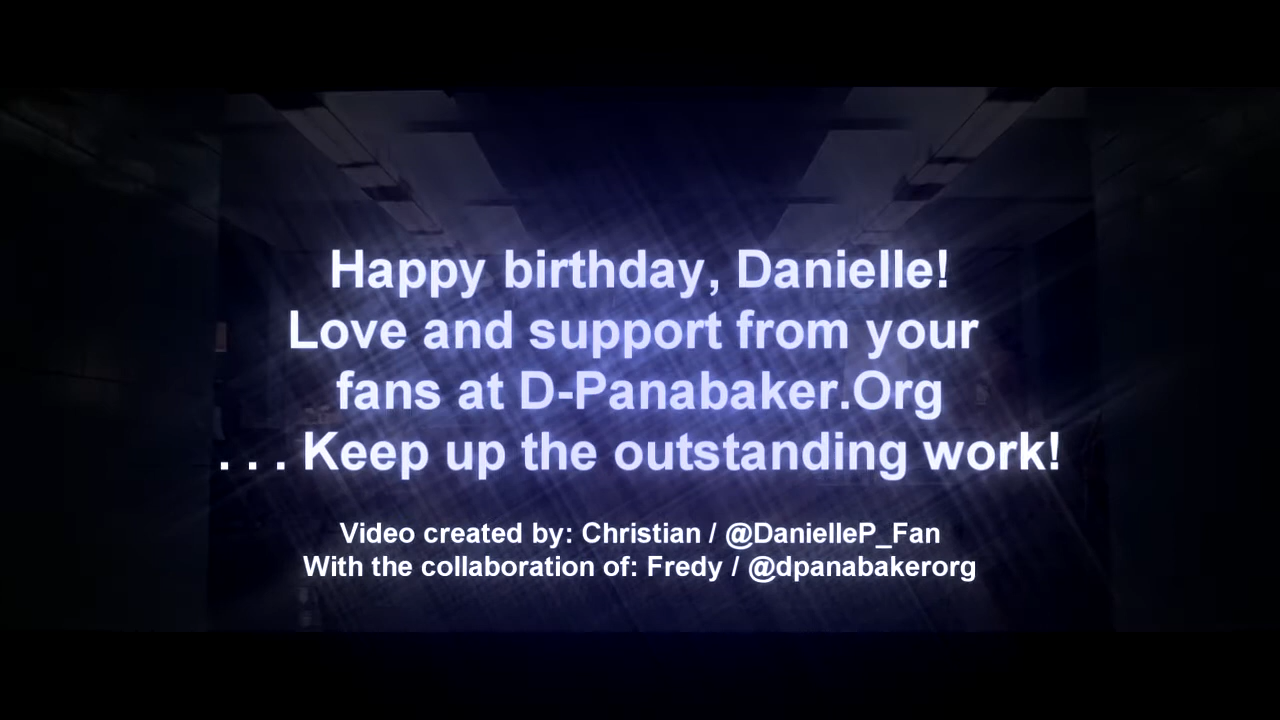 Happy birthday, Danielle!
Love and support from your
fans at D-Panabaker.Org
. . . Keep up the outstanding work!
Video created by: Christian / @DanielleP_Fan
With the collaboration of: Fredy / @dpanabakerorg